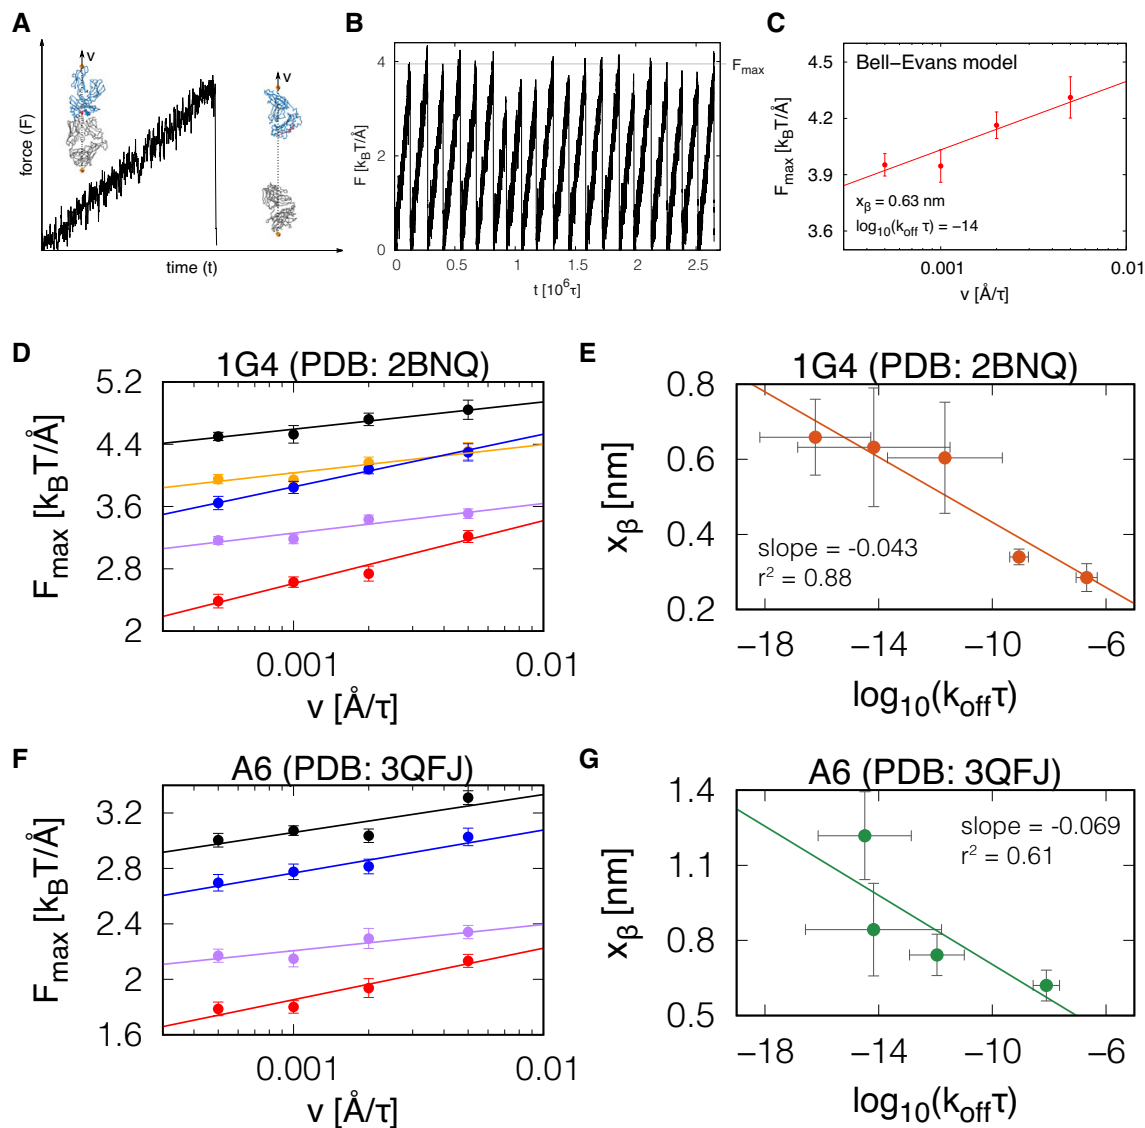 A
v
v
force (F)
time (t)
B
F [k_BT/Å]
4
2
0
F_max
0 0.5 1 1.5 2 2.5
t [10^6τ]
C
Bell–Evans model
F_max [k_BT/Å]
4.5
4.2
3.9
3.6
x_β = 0.63 nm
log_10(k_off τ) = −14
0.001 0.01
v [Å/τ]
D
1G4 (PDB: 2BNQ)
F_max [k_BT/Å]
5.2
4.4
3.6
2.8
2
0.001 0.01
v [Å/τ]
E
1G4 (PDB: 2BNQ)
x_β [nm]
0.8
0.6
0.4
0.2
slope = -0.043
r² = 0.88
−18 −14 −10 −6
log_10(k_offτ)
F
A6 (PDB: 3QFJ)
F_max [k_BT/Å]
3.2
2.8
2.4
2
1.6
0.001 0.01
v [Å/τ]
G
A6 (PDB: 3QFJ)
x_β [nm]
1.4
1.1
0.8
0.5
slope = -0.069
r² = 0.61
−18 −14 −10 −6
log_10(k_offτ)